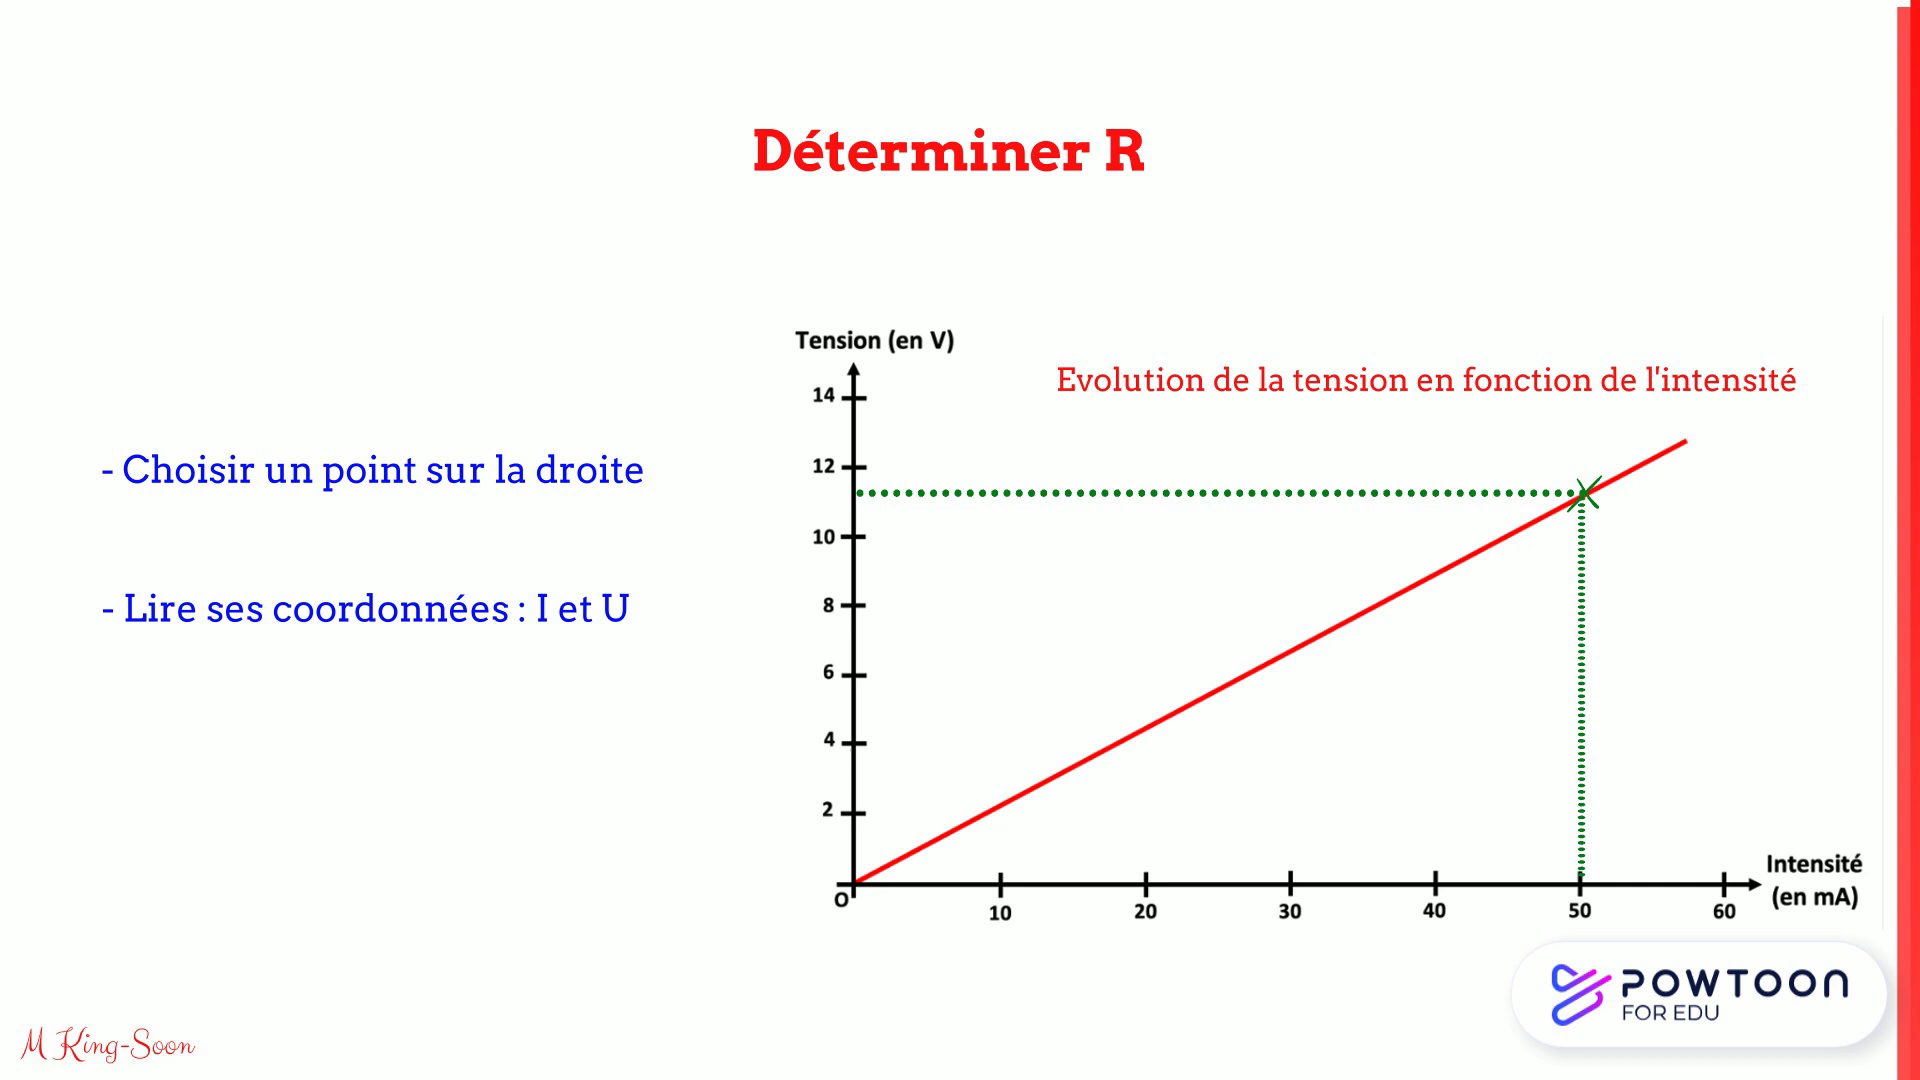 Déterminer R
- Choisir un point sur la droite
- Lire ses coordonnées : I et U
Tension (en V)
Evolution de la tension en fonction de l'intensité
14
12
10
8
6
4
2
O
10
20
30
40
50
60
Intensité
(en mA)
POWTOON
FOR EDU
M King-Soon